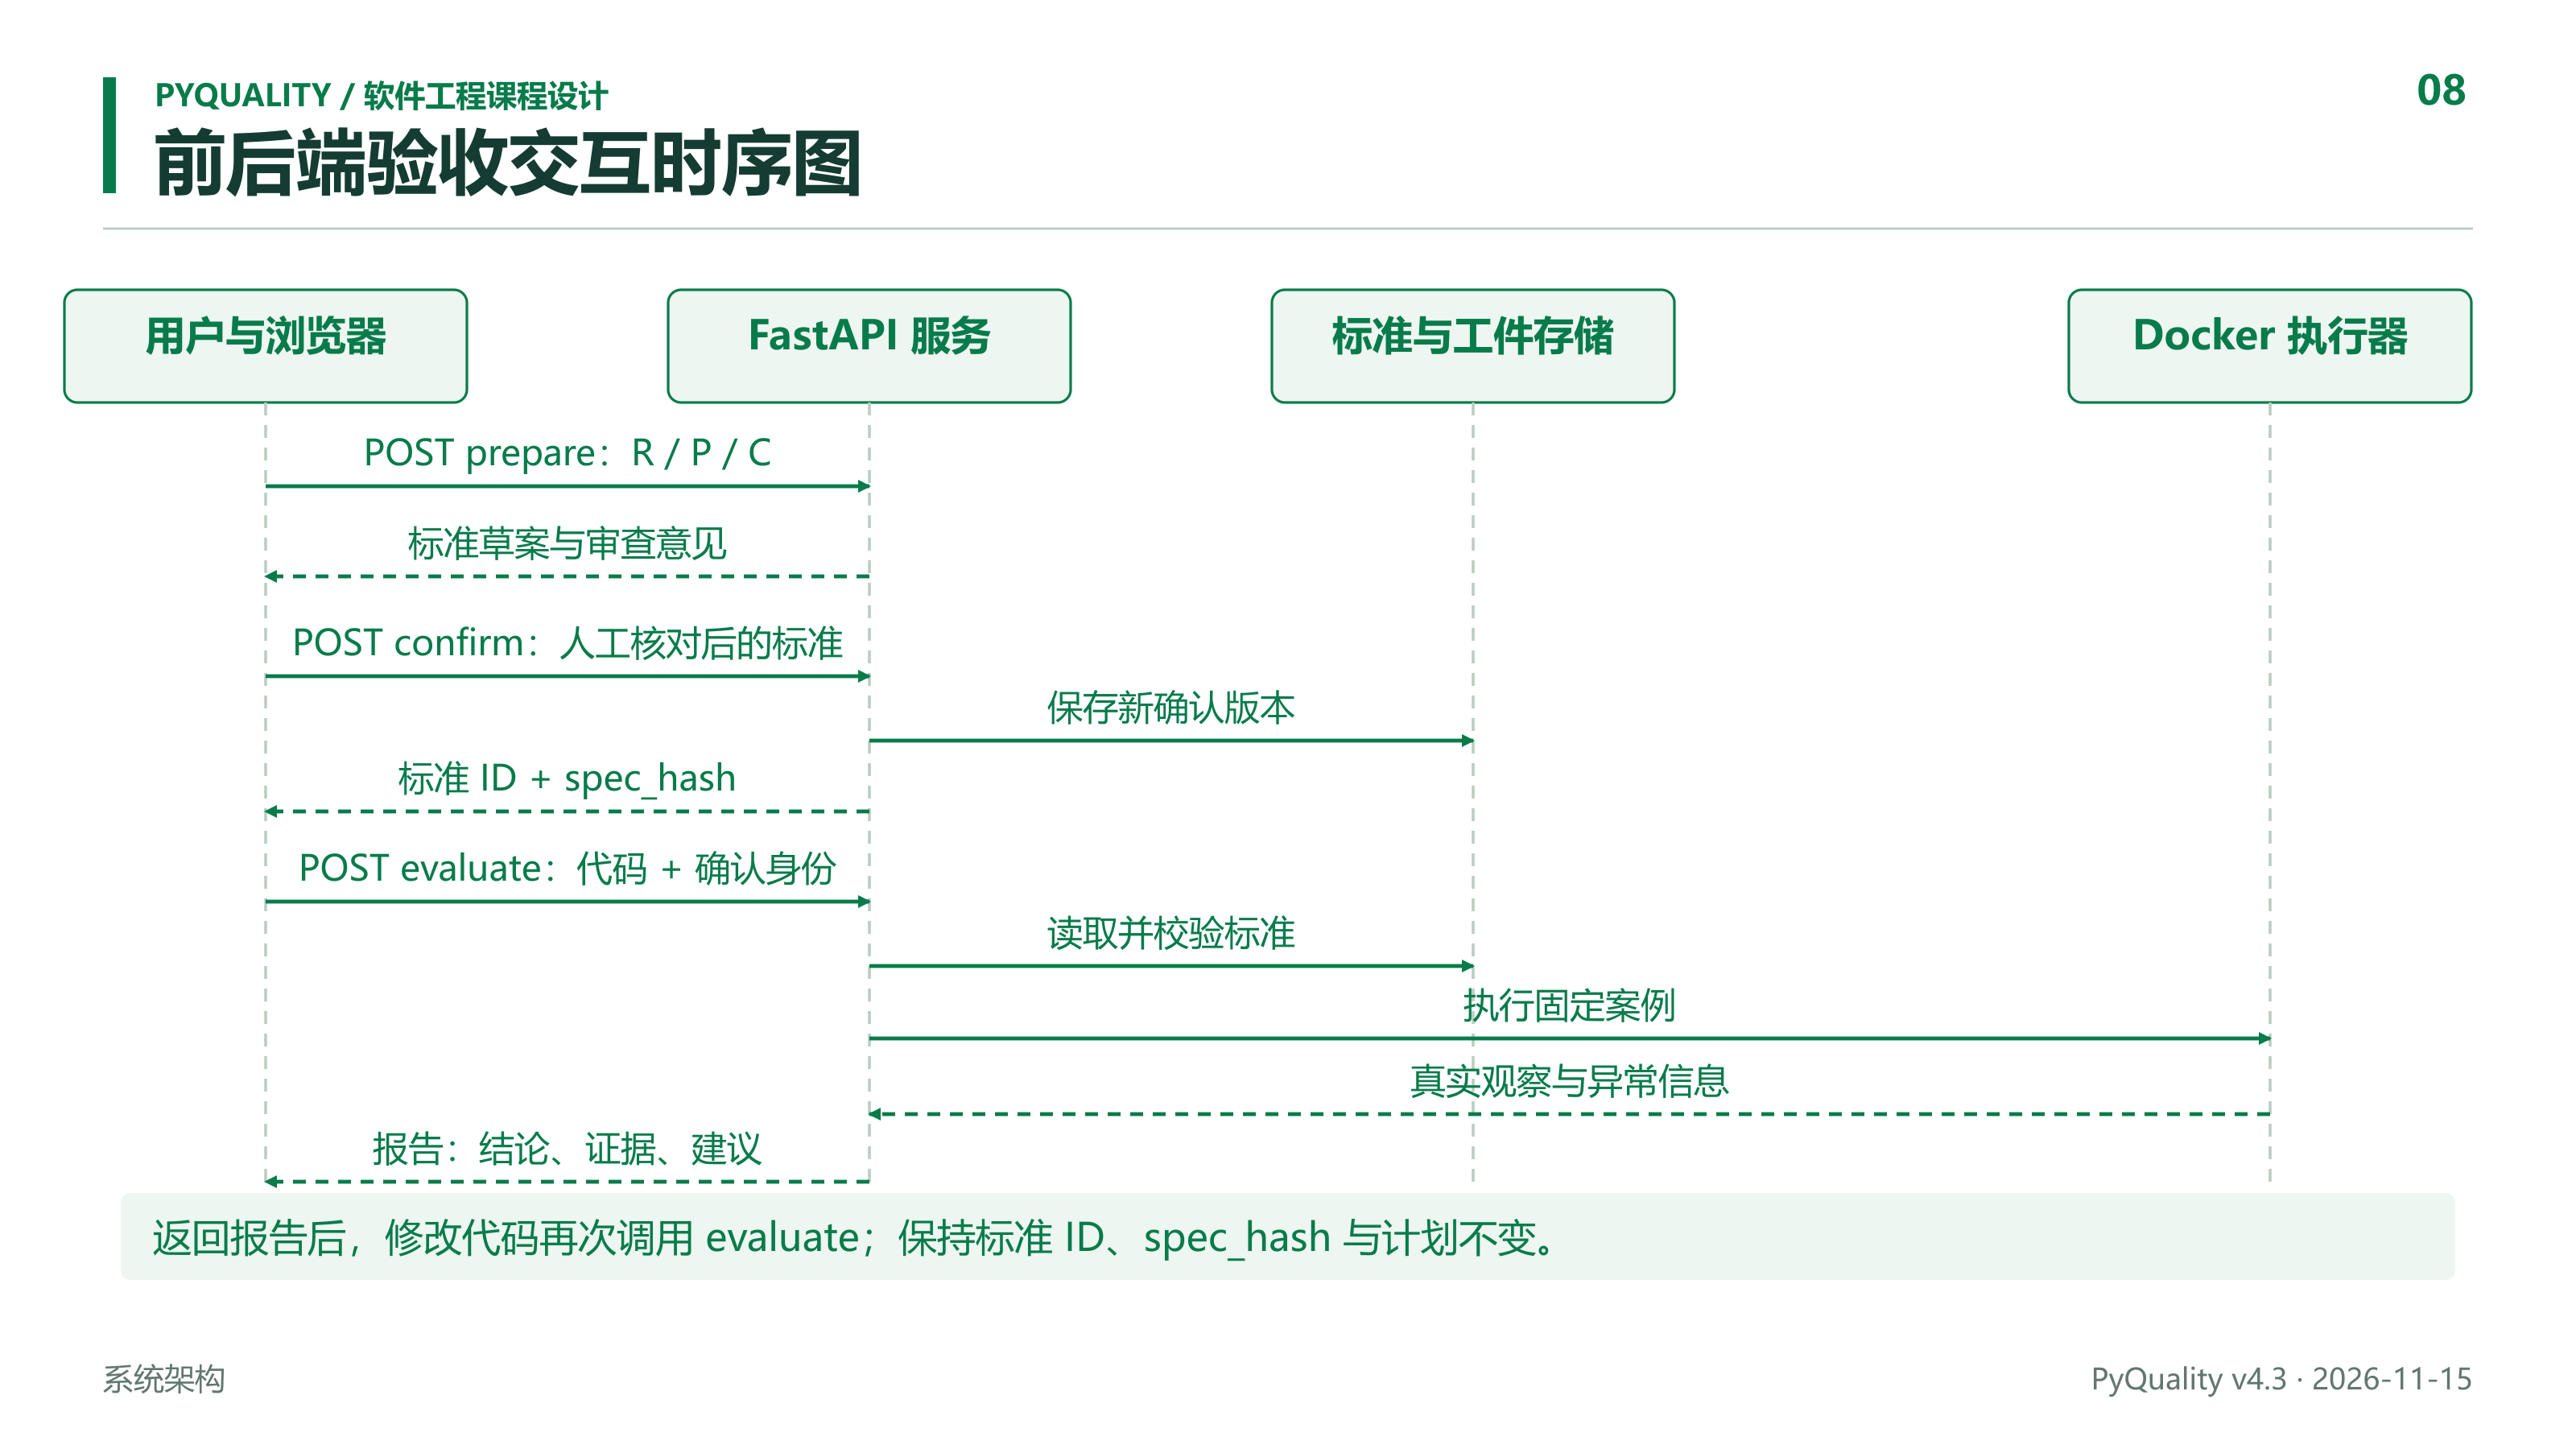 PYQUALITY / 软件工程课程设计
08
前后端验收交互时序图
用户与浏览器
FastAPI 服务
标准与工件存储
Docker 执行器
POST prepare：R / P / C
标准草案与审查意见
POST confirm：人工核对后的标准
保存新确认版本
标准 ID + spec_hash
POST evaluate：代码 + 确认身份
读取并校验标准
执行固定案例
真实观察与异常信息
报告：结论、证据、建议
返回报告后，修改代码再次调用 evaluate；保持标准 ID、spec_hash 与计划不变。
系统架构
PyQuality v4.3 · 2026-11-15